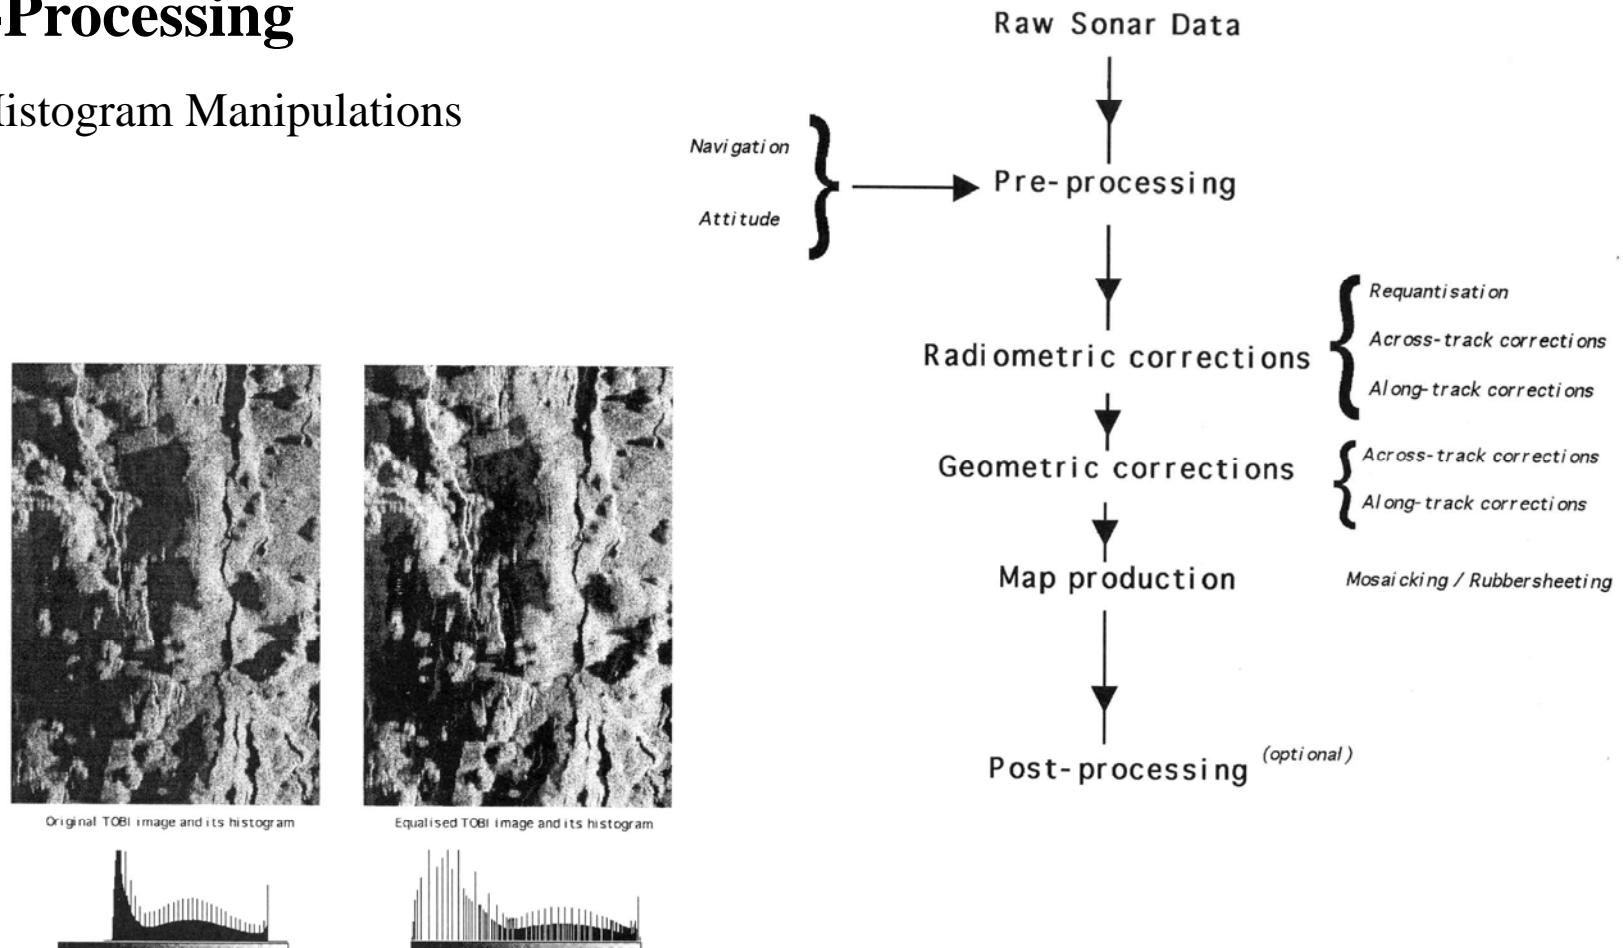 -Processing
Histogram Manipulations
Raw Sonar Data
Navigation
Attitude
Pre-processing
Radiometric corrections
Requantisation
Across-track corrections
Along-track corrections
Geometric corrections
Across-track corrections
Along-track corrections
Map production
Mosaicking / Rubbersheeting
Post-processing (optional)
Original TOBI image and its histogram
Equalised TOBI image and its histogram